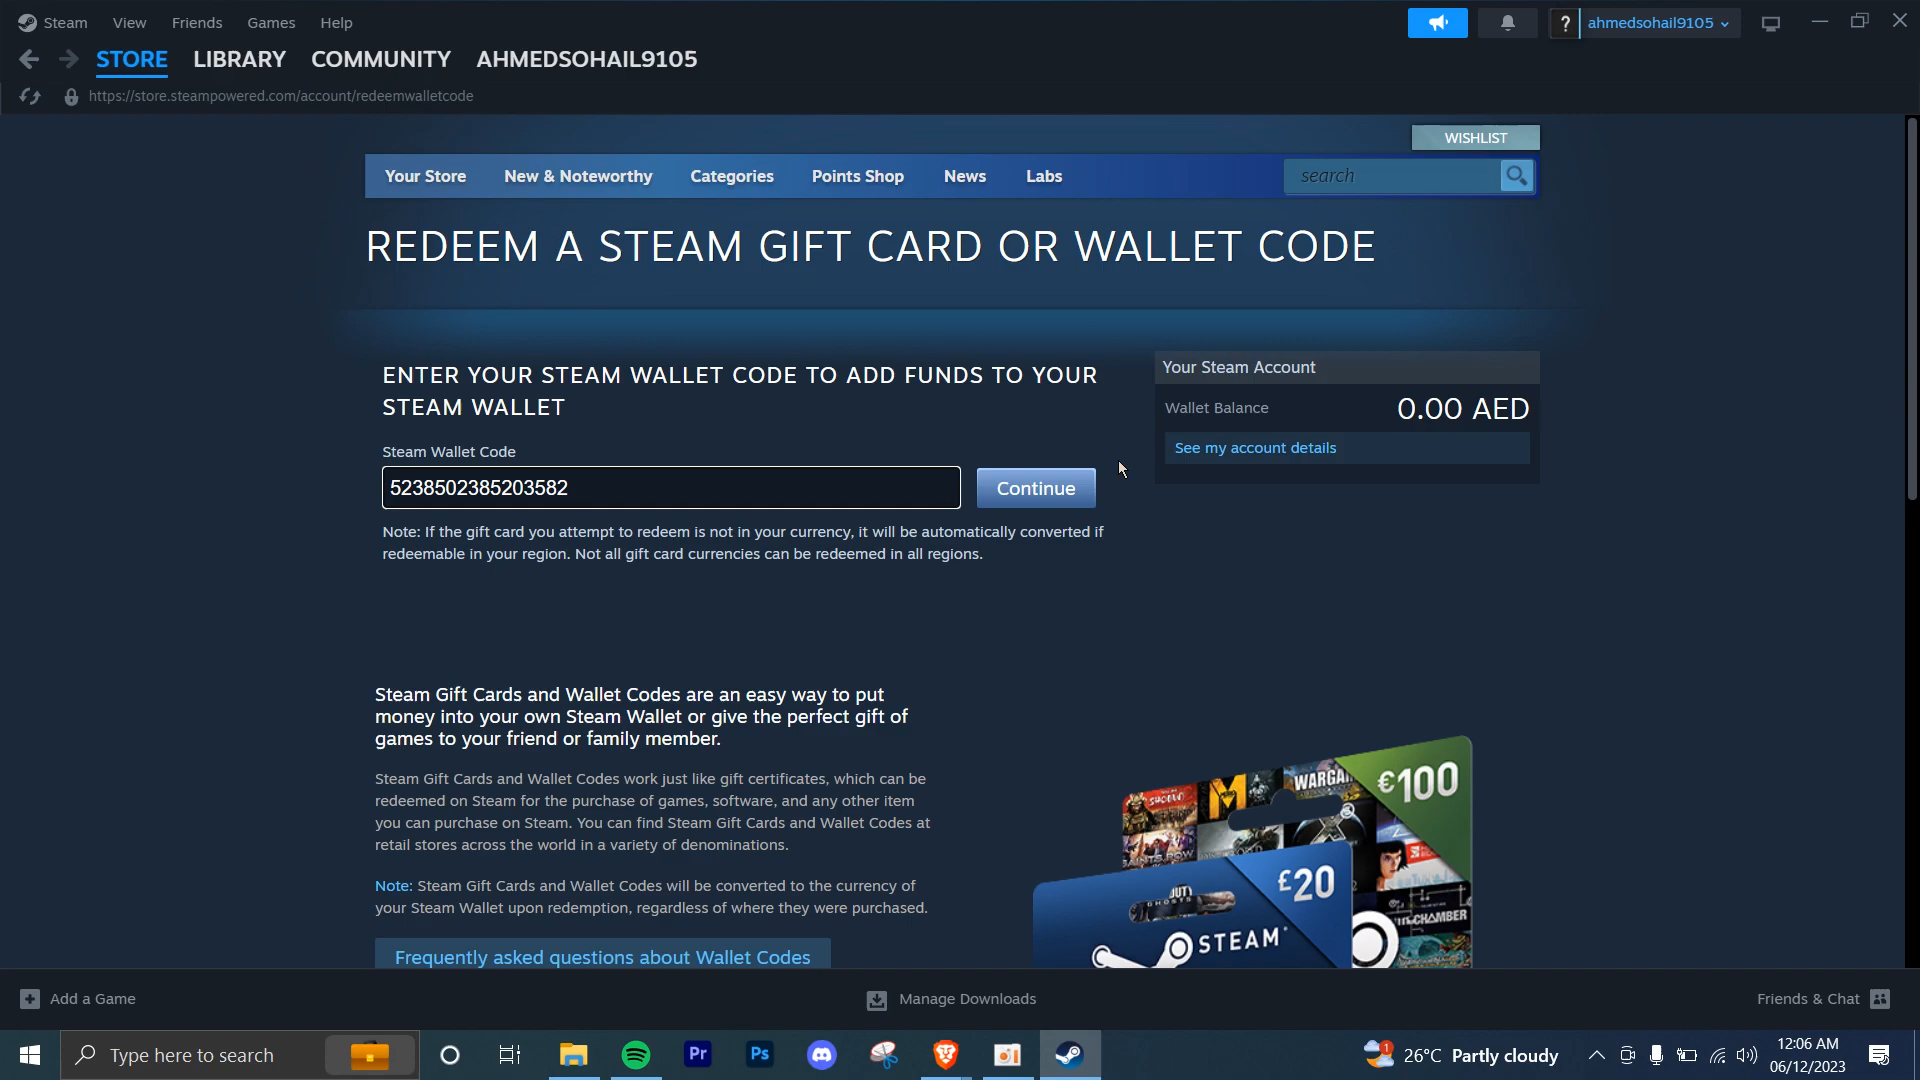 Steam View Friends Games Help
? ahmedsohail9105
STORE LIBRARY COMMUNITY AHMEDSOHAIL9105
https://store.steampowered.com/account/redeemwalletcode
WISHLIST
Your Store New & Noteworthy Categories Points Shop News Labs search
REDEEM A STEAM GIFT CARD OR WALLET CODE
ENTER YOUR STEAM WALLET CODE TO ADD FUNDS TO YOUR
STEAM WALLET
Steam Wallet Code
5238502385203582
Continue
Note: If the gift card you attempt to redeem is not in your currency, it will be automatically converted if
redeemable in your region. Not all gift card currencies can be redeemed in all regions.
Your Steam Account
Wallet Balance 0.00 AED
See my account details
Steam Gift Cards and Wallet Codes are an easy way to put
money into your own Steam Wallet or give the perfect gift of
games to your friend or family member.
Steam Gift Cards and Wallet Codes work just like gift certificates, which can be
redeemed on Steam for the purchase of games, software, and any other item
you can purchase on Steam. You can find Steam Gift Cards and Wallet Codes at
retail stores across the world in a variety of denominations.
Note: Steam Gift Cards and Wallet Codes will be converted to the currency of
your Steam Wallet upon redemption, regardless of where they were purchased.
Frequently asked questions about Wallet Codes
€100
SHOGUN
£20
GHOSTS
STEAM
Add a Game
Manage Downloads
Friends & Chat
Type here to search
Pr
Ps
1
26°C Partly cloudy
12:06 AM
06/12/2023